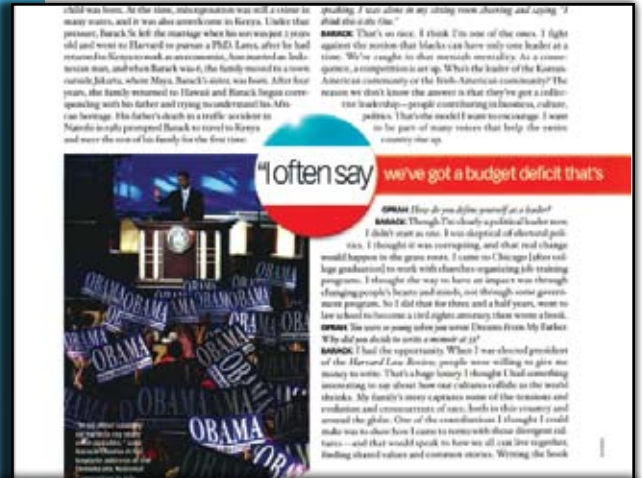 child was born. At the time, miscegenation was still a crime in
many states, and it was also unwelcome in Kenya. Under that
pressure, Barack Sr. left the marriage when his son was just 2 years
old and went to Harvard to pursue a PhD. Later, after he had
returned to Kenya to work as an economist, Ann married an Indo-
nesian man, and when Barack was 6, the family moved to a town
outside Jakarta, where Maya, Barack's sister, was born. After four
years, the family returned to Hawaii and Barack began corre-
sponding with his father and trying to understand his Afri-
can heritage. His father's death in a traffic accident in
Nairobi in 1982 prompted Barack to travel to Kenya
and meet the rest of his family for the first time.
speaking, I was alone in my sitting room cheering and saying "I
think this is the One."
BARACK: That's so nice. I think I'm one of the ones. I fight
against the notion that blacks can have only one leader at a
time. We're caught in that messiah mentality. As a conse-
quence, a competition is set up. Who's the leader of the Korean-
American community or the Irish-American community? The
reason we don't know the answer is that they've got a collec-
tive leadership—people contributing in business, culture,
politics. That's the model I want to encourage. I want
to be part of many voices that help the entire
country rise up.
"I often say we've got a budget deficit that's
OPRAH: How do you define yourself as a leader?
BARACK: Though I'm clearly a political leader now,
I didn't start as one. I was skeptical of electoral poli-
tics. I thought it was corrupting, and that real change
would happen in the grass roots. I came to Chicago [after col-
lege graduation] to work with churches organizing job training
programs. I thought the way to have an impact was through
changing people's hearts and minds, not through some govern-
ment program. So I did that for three and a half years, went to
law school to become a civil rights attorney, then wrote a book.
OPRAH: You were so young when you wrote Dreams From My Father.
Why did you decide to write a memoir at 33?
BARACK: I had the opportunity. When I was elected president
of the Harvard Law Review, people were willing to give me
money to write. That's a huge luxury. I thought I had something
interesting to say about how our cultures collide as the world
shrinks. My family's story captures some of the tensions and
evolution and crosscurrents of race, both in this country and
around the globe. One of the contributions I thought I could
make was to show how I came to terms with these divergent cul-
tures—and that would speak to how we all can live together,
finding shared values and common stories. Writing the book
OBAMA
OBAMA
OBAMA
OBAMA
OBAMA
OBAMA
OBAMA
OBAMA
OBAMA